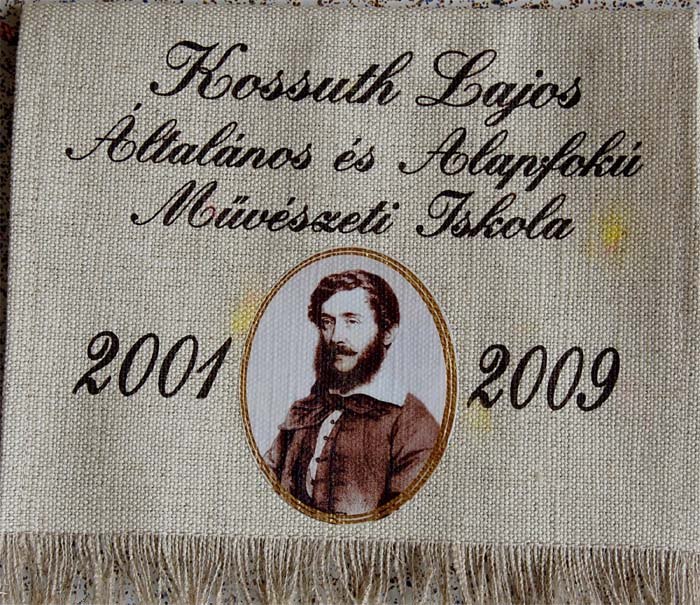 Kossuth Lajos
Általános és Alapfokú
Művészeti Iskola
2001 2009